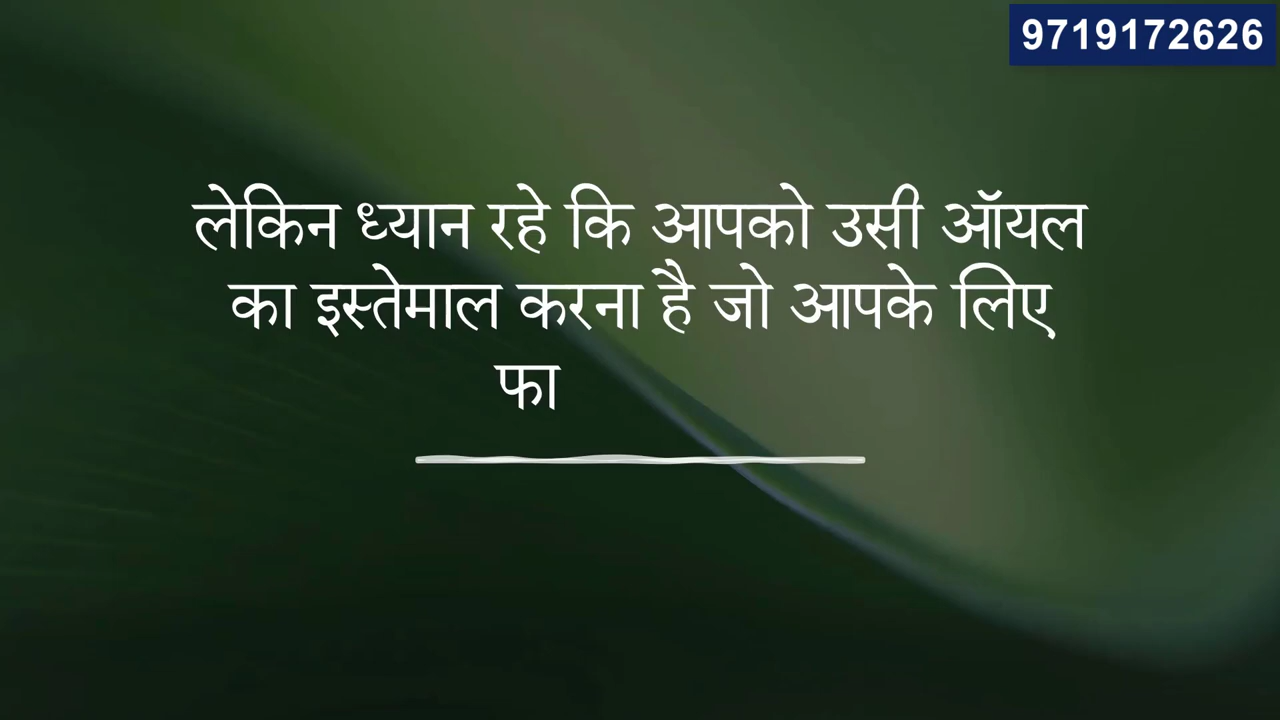 9719172626
लेकिन ध्यान रहे कि आपको उसी ऑयल
का इस्तेमाल करना है जो आपके लिए
फा